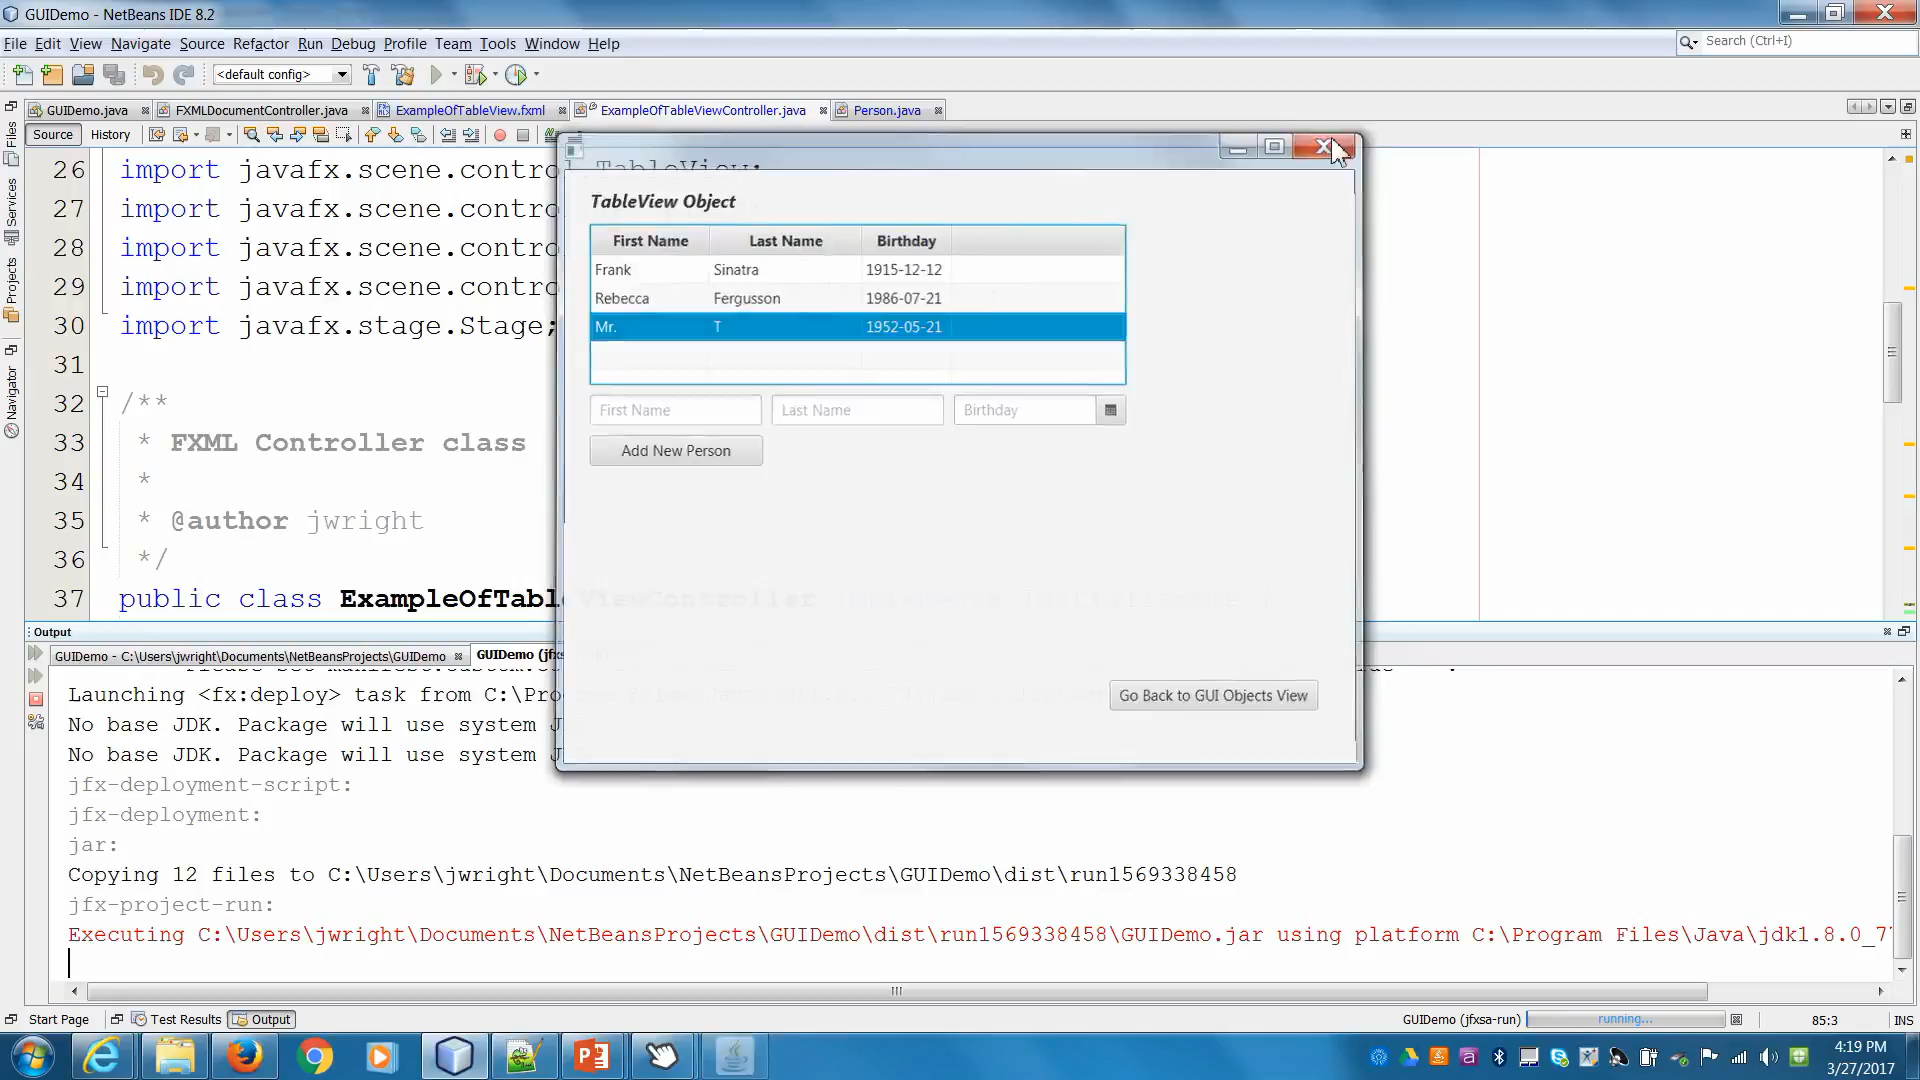 GUIDemo - NetBeans IDE 8.2
File Edit View Navigate Source Refactor Run Debug Profile Team Tools Window Help
Search (Ctrl+I)
<default config>
GUIDemo.java FXMLDocumentController.java ExampleOfTableView.fxml ExampleOfTableViewController.java Person.java
Source History
Files
Services
Projects
Navigator
26 import javafx.scene.control.TableView;
27 import javafx.scene.contro
28 import javafx.scene.contro
29 import javafx.scene.contro
30 import javafx.stage.Stage;
31
32 /**
33 * FXML Controller class
34 *
35 * @author jwright
36 */
37 public class ExampleOfTableViewController
TableView Object
First Name Last Name Birthday
Frank Sinatra 1915-12-12
Rebecca Fergusson 1986-07-21
Mr. T 1952-05-21
First Name Last Name Birthday
Add New Person
Go Back to GUI Objects View
Output
GUIDemo - C:\Users\jwright\Documents\NetBeansProjects\GUIDemo GUIDemo (jfxs
Launching <fx:deploy> task from C:\Pro
No base JDK. Package will use system J
No base JDK. Package will use system J
jfx-deployment-script:
jfx-deployment:
jar:
Copying 12 files to C:\Users\jwright\Documents\NetBeansProjects\GUIDemo\dist\run1569338458
jfx-project-run:
Executing C:\Users\jwright\Documents\NetBeansProjects\GUIDemo\dist\run1569338458\GUIDemo.jar using platform C:\Program Files\Java\jdk1.8.0_7
Start Page Test Results Output
GUIDemo (jfxsa-run) running... 85:3 INS
4:19 PM
3/27/2017